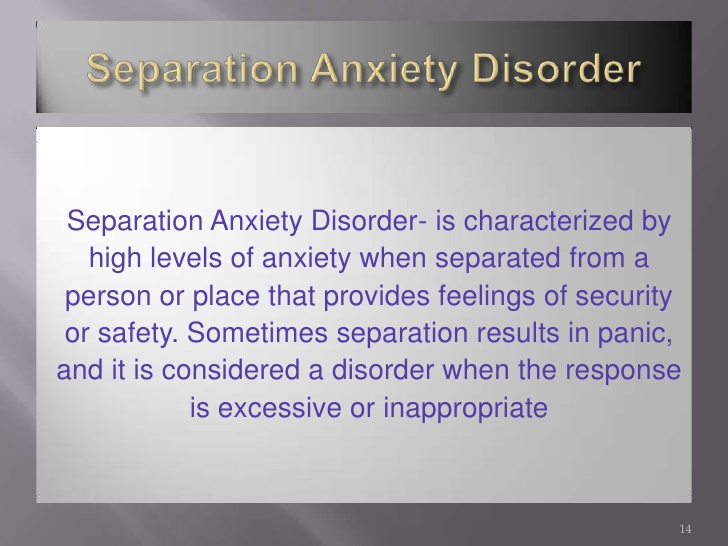 Separation Anxiety Disorder
Separation Anxiety Disorder- is characterized by
high levels of anxiety when separated from a
person or place that provides feelings of security
or safety. Sometimes separation results in panic,
and it is considered a disorder when the response
is excessive or inappropriate
14